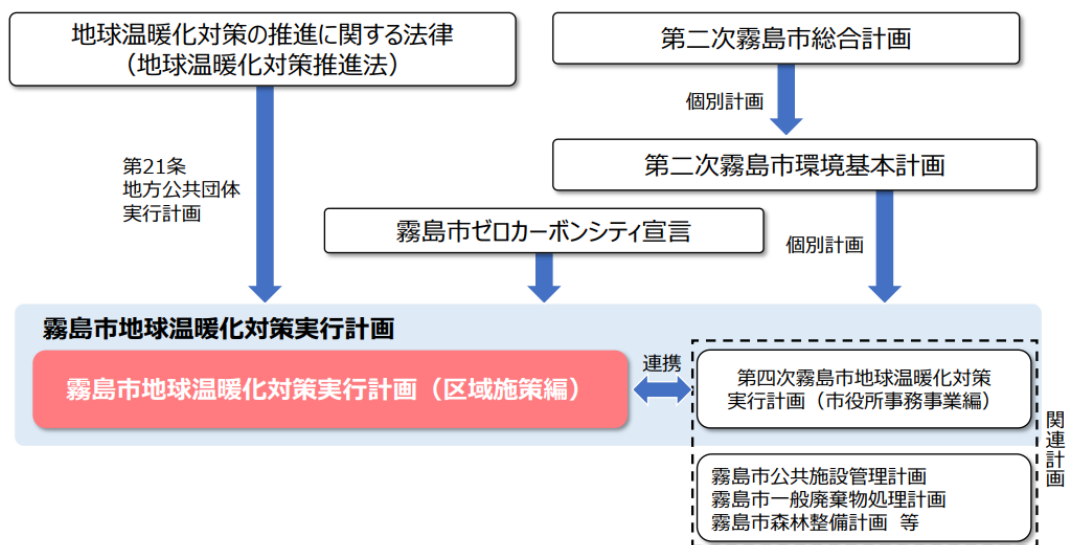 地球温暖化対策の推進に関する法律
（地球温暖化対策推進法）
第二次霧島市総合計画
個別計画
第二次霧島市環境基本計画
第21条
地方公共団体
実行計画
霧島市ゼロカーボンシティ宣言
個別計画
霧島市地球温暖化対策実行計画
霧島市地球温暖化対策実行計画（区域施策編）
連携
第四次霧島市地球温暖化対策
実行計画（市役所事務事業編）
関連計画
霧島市公共施設管理計画
霧島市一般廃棄物処理計画
霧島市森林整備計画 等